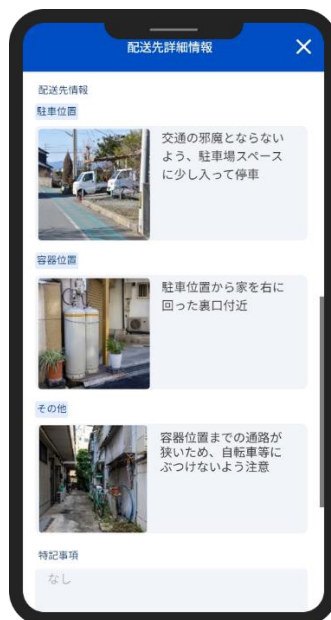 配送先詳細情報 ×
配送先情報
駐車位置
交通の邪魔とならない
よう、駐車場スペース
に少し入って停車
容器位置
駐車位置から家を右に
回った裏口付近
その他
容器位置までの通路が
狭いため、自転車等に
ぶつけないよう注意
特記事項
なし